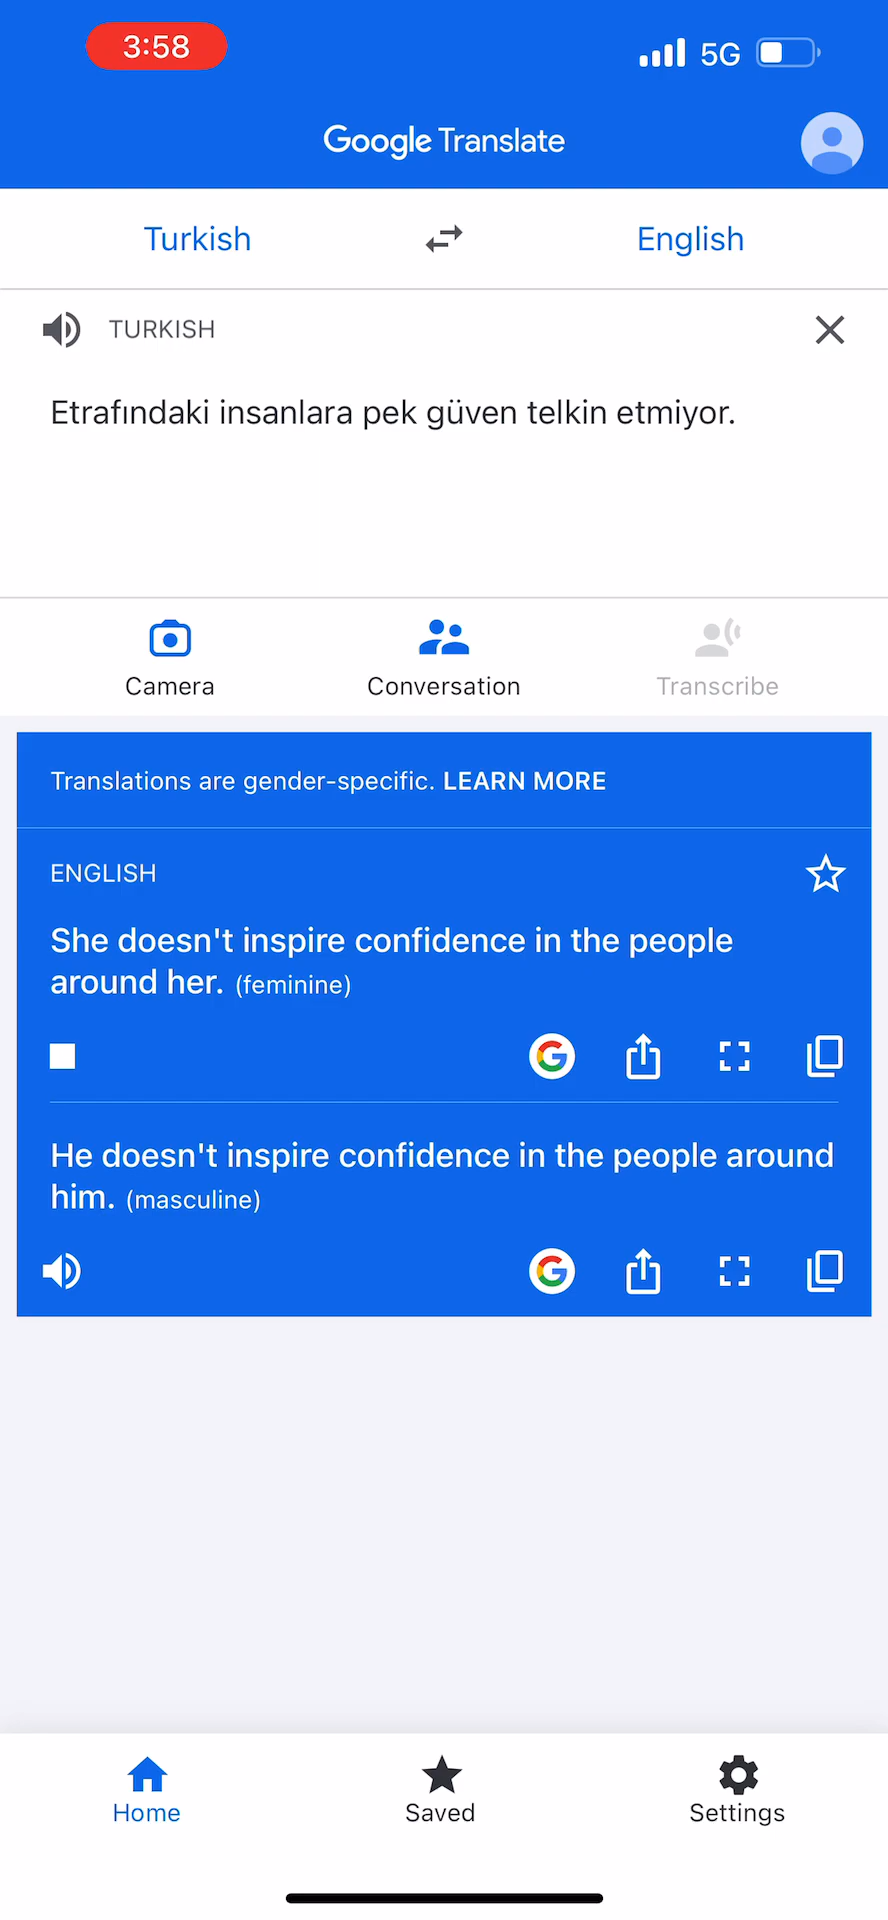 3:58
5G
Google Translate
Turkish
English
TURKISH
Etrafındaki insanlara pek güven telkin etmiyor.
Camera
Conversation
Transcribe
Translations are gender-specific. LEARN MORE
ENGLISH
She doesn't inspire confidence in the people
around her. (feminine)
G
He doesn't inspire confidence in the people around
him. (masculine)
G
Home
Saved
Settings